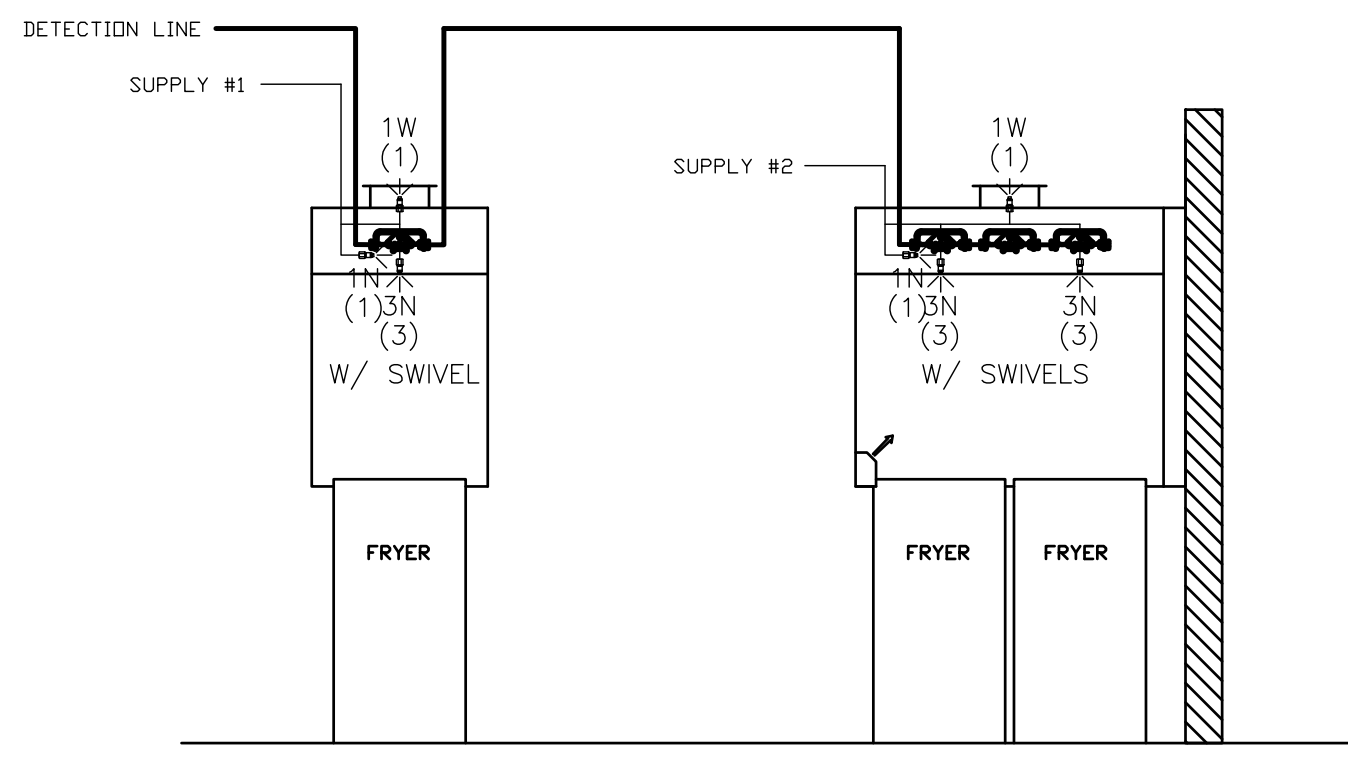 DETECTION LINE
SUPPLY #1
1W
(1)
1W
(1)
SUPPLY #2
1N
(1)
3N
(3)
W/ SWIVEL
1N
(1)
3N
(3)
3N
(3)
W/ SWIVELS
FRYER
FRYER
FRYER